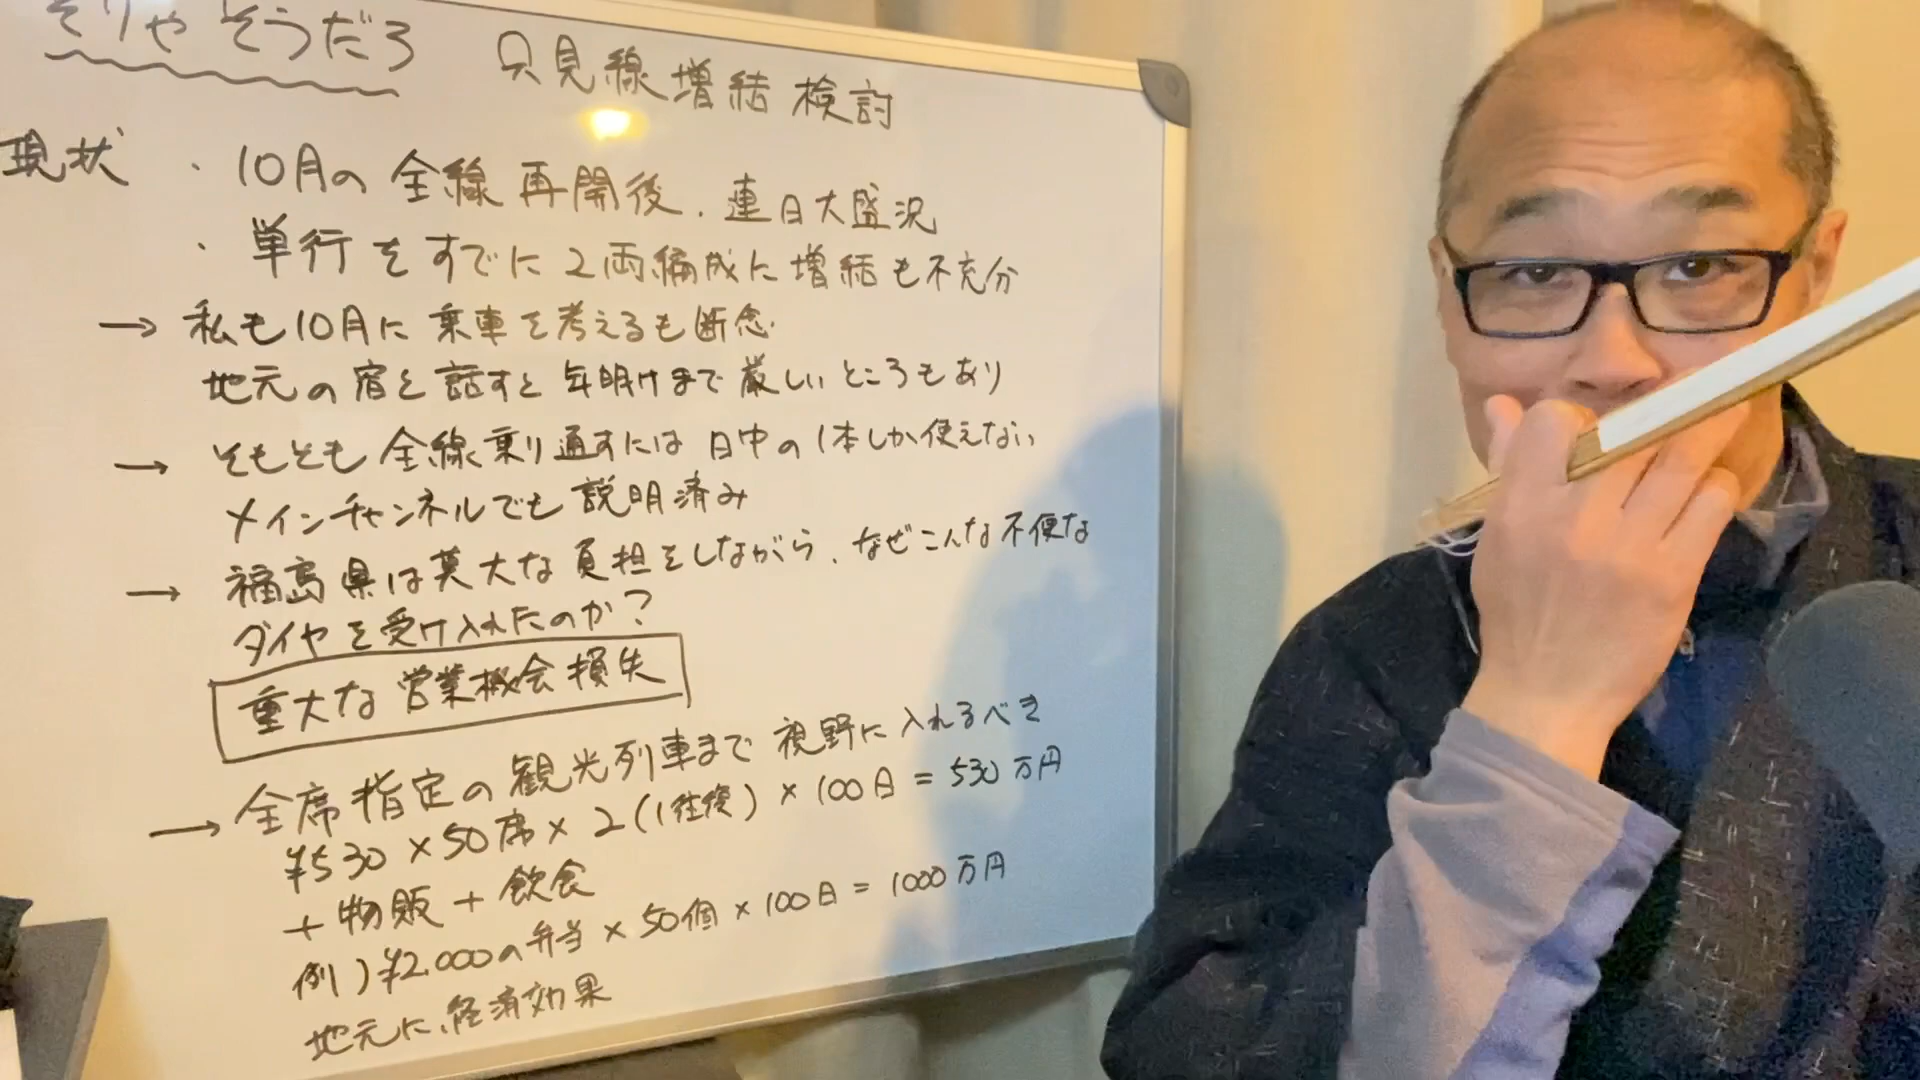 そりゃそうだろ 只見線増結検討
現状 ・10月の全線再開後、連日大盛況
・単行をすでに2両編成に増結も不充分
→ 私も10月に乗車を考えるも断念
地元の宿と話すと年明けまで厳しいところもあり
→ そもそも全線乗り通すには日中の1本しか使えない
メインチャンネルでも説明済み
→ 福島県は莫大な負担をしながら、なぜこんな不便な
ダイヤを受け入れたのか?
重大な営業機会損失
→ 全席指定の観光列車まで視野に入れるべき
¥530×50席×2(1往復)×100日=530万円
+物販+飲食
例)¥2,000の弁当×50個×100日=1000万円
地元に、経済効果